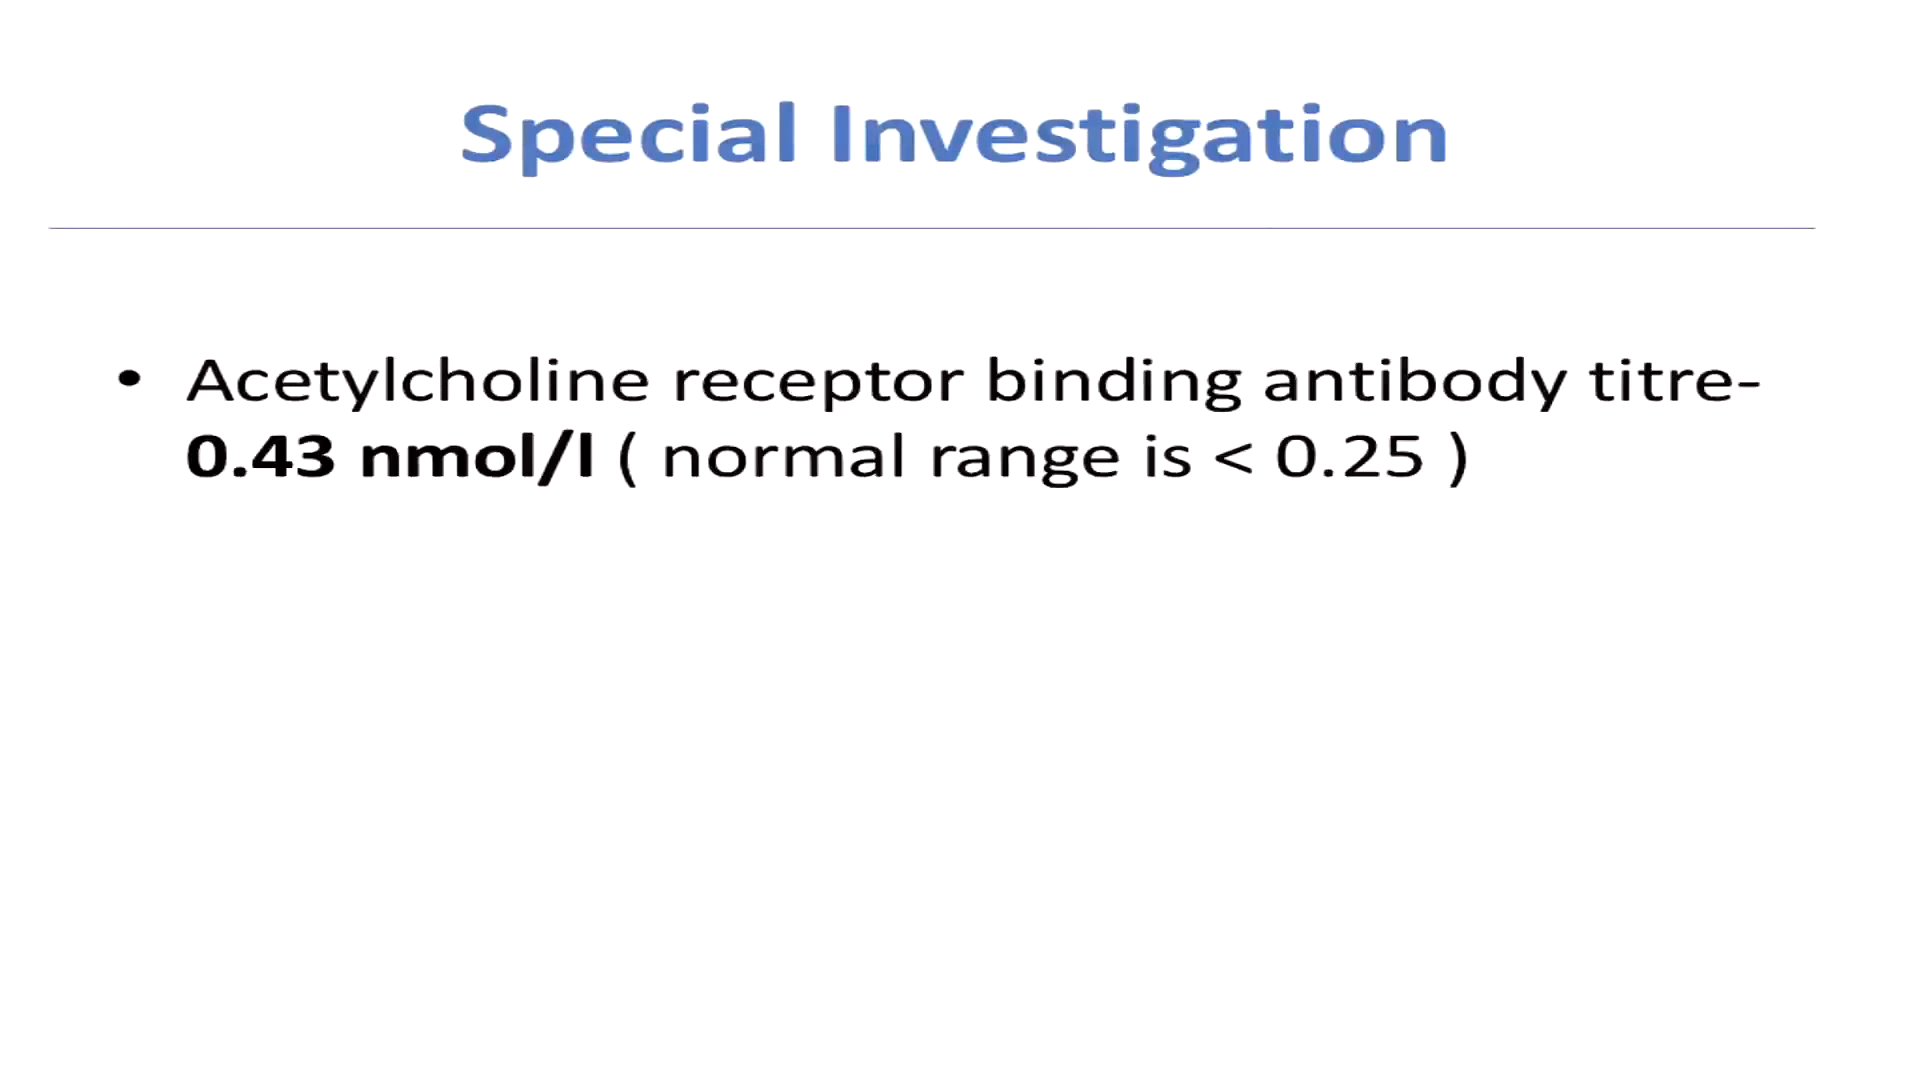 Special Investigation
• Acetylcholine receptor binding antibody titre-
0.43 nmol/l ( normal range is < 0.25 )